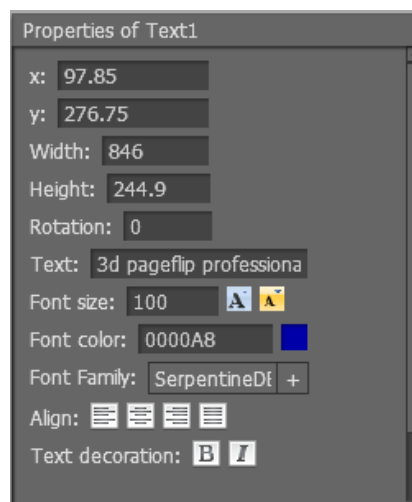 Properties of Text1
x: 97.85
y: 276.75
Width: 846
Height: 244.9
Rotation: 0
Text: 3d pageflip professiona
Font size: 100 A A
Font color: 0000A8
Font Family: SerpentineDE +
Align:
Text decoration: B I